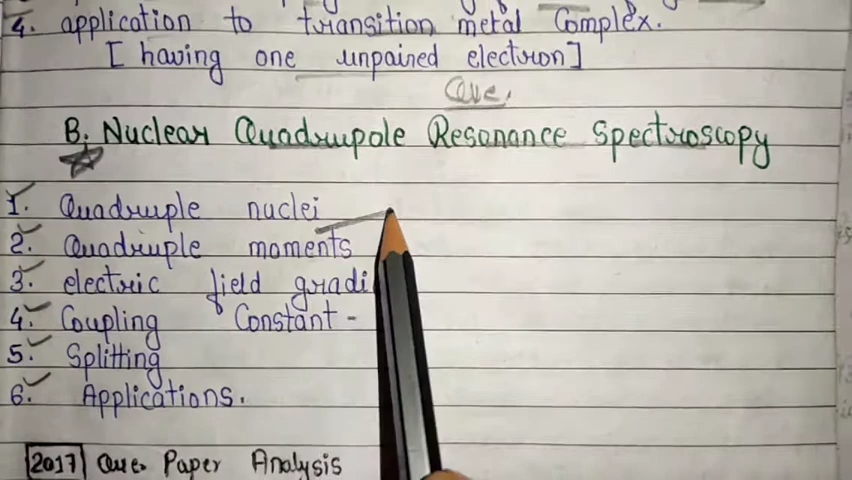 4. application to transition metal Complex.
[having one unpaired electron]
Que.
B. Nuclear Quadrupole Resonance Spectroscopy
1. Quadruple nuclei
2. Quadruple moments
3. electric field gradi
4. Coupling Constant -
5. Splitting
6. Applications.
2017 Que. Paper Analysis